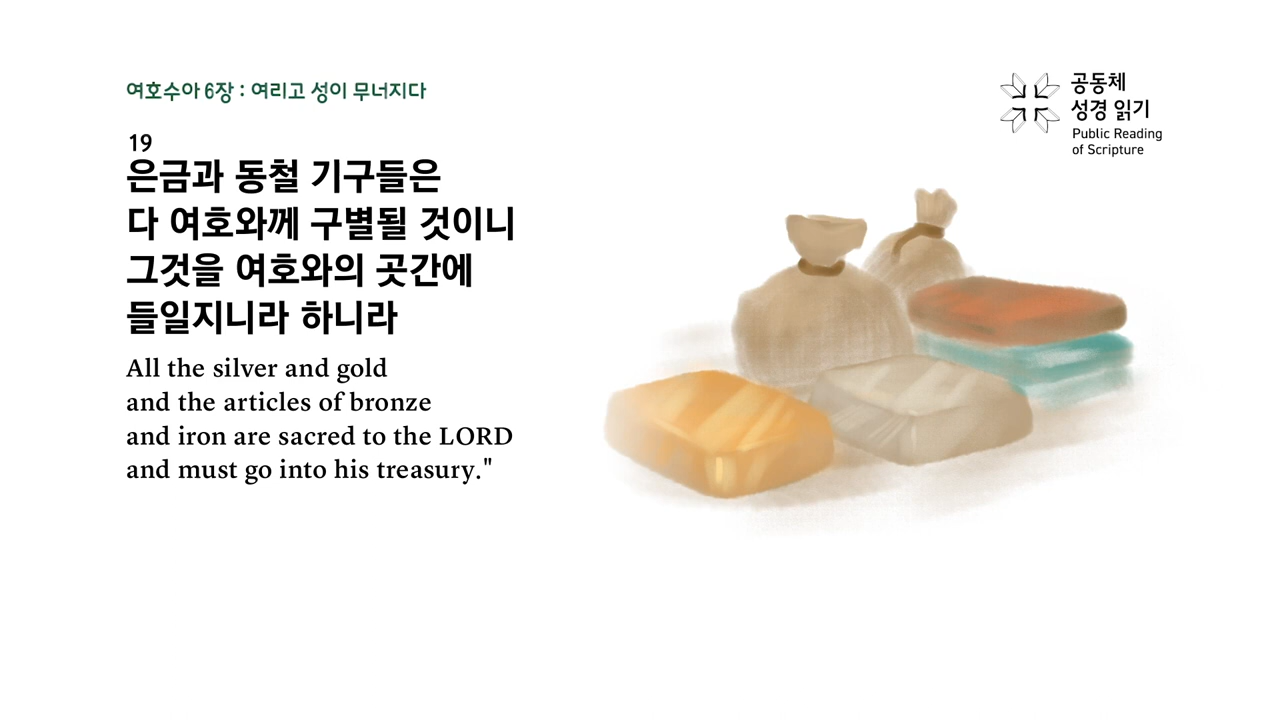 여호수아 6장 : 여리고 성이 무너지다
19
은금과 동철 기구들은
다 여호와께 구별될 것이니
그것을 여호와의 곳간에
들일지니라 하니라
All the silver and gold
and the articles of bronze
and iron are sacred to the LORD
and must go into his treasury."
공동체
성경 읽기
Public Reading
of Scripture